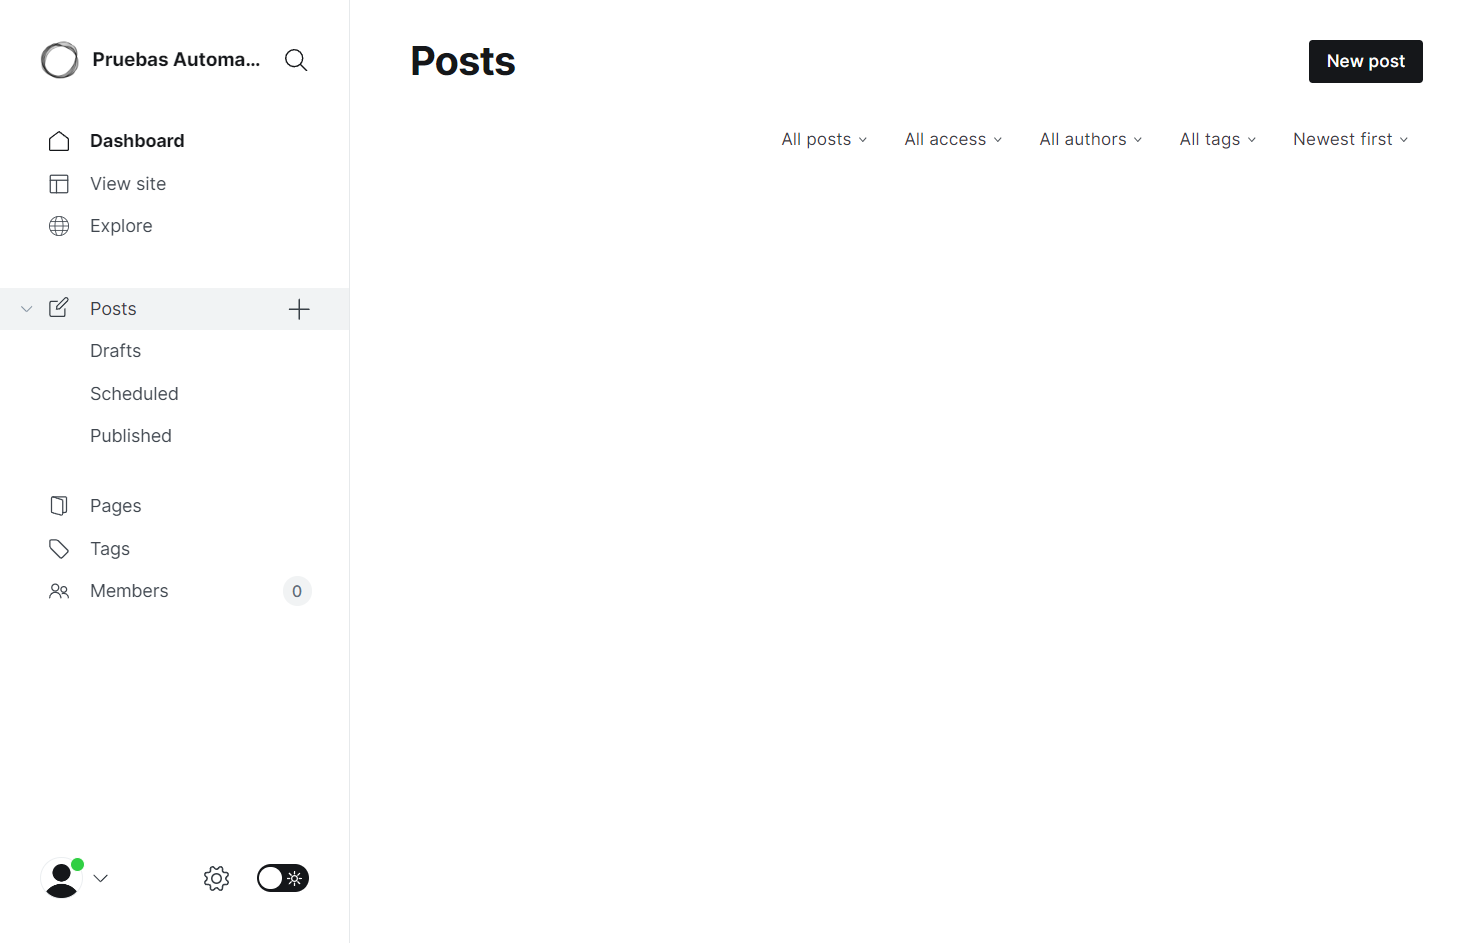 Pruebas Automa...
Dashboard
View site
Explore
Posts
Drafts
Scheduled
Published
Pages
Tags
Members 0
Posts
New post
All posts All access All authors All tags Newest first